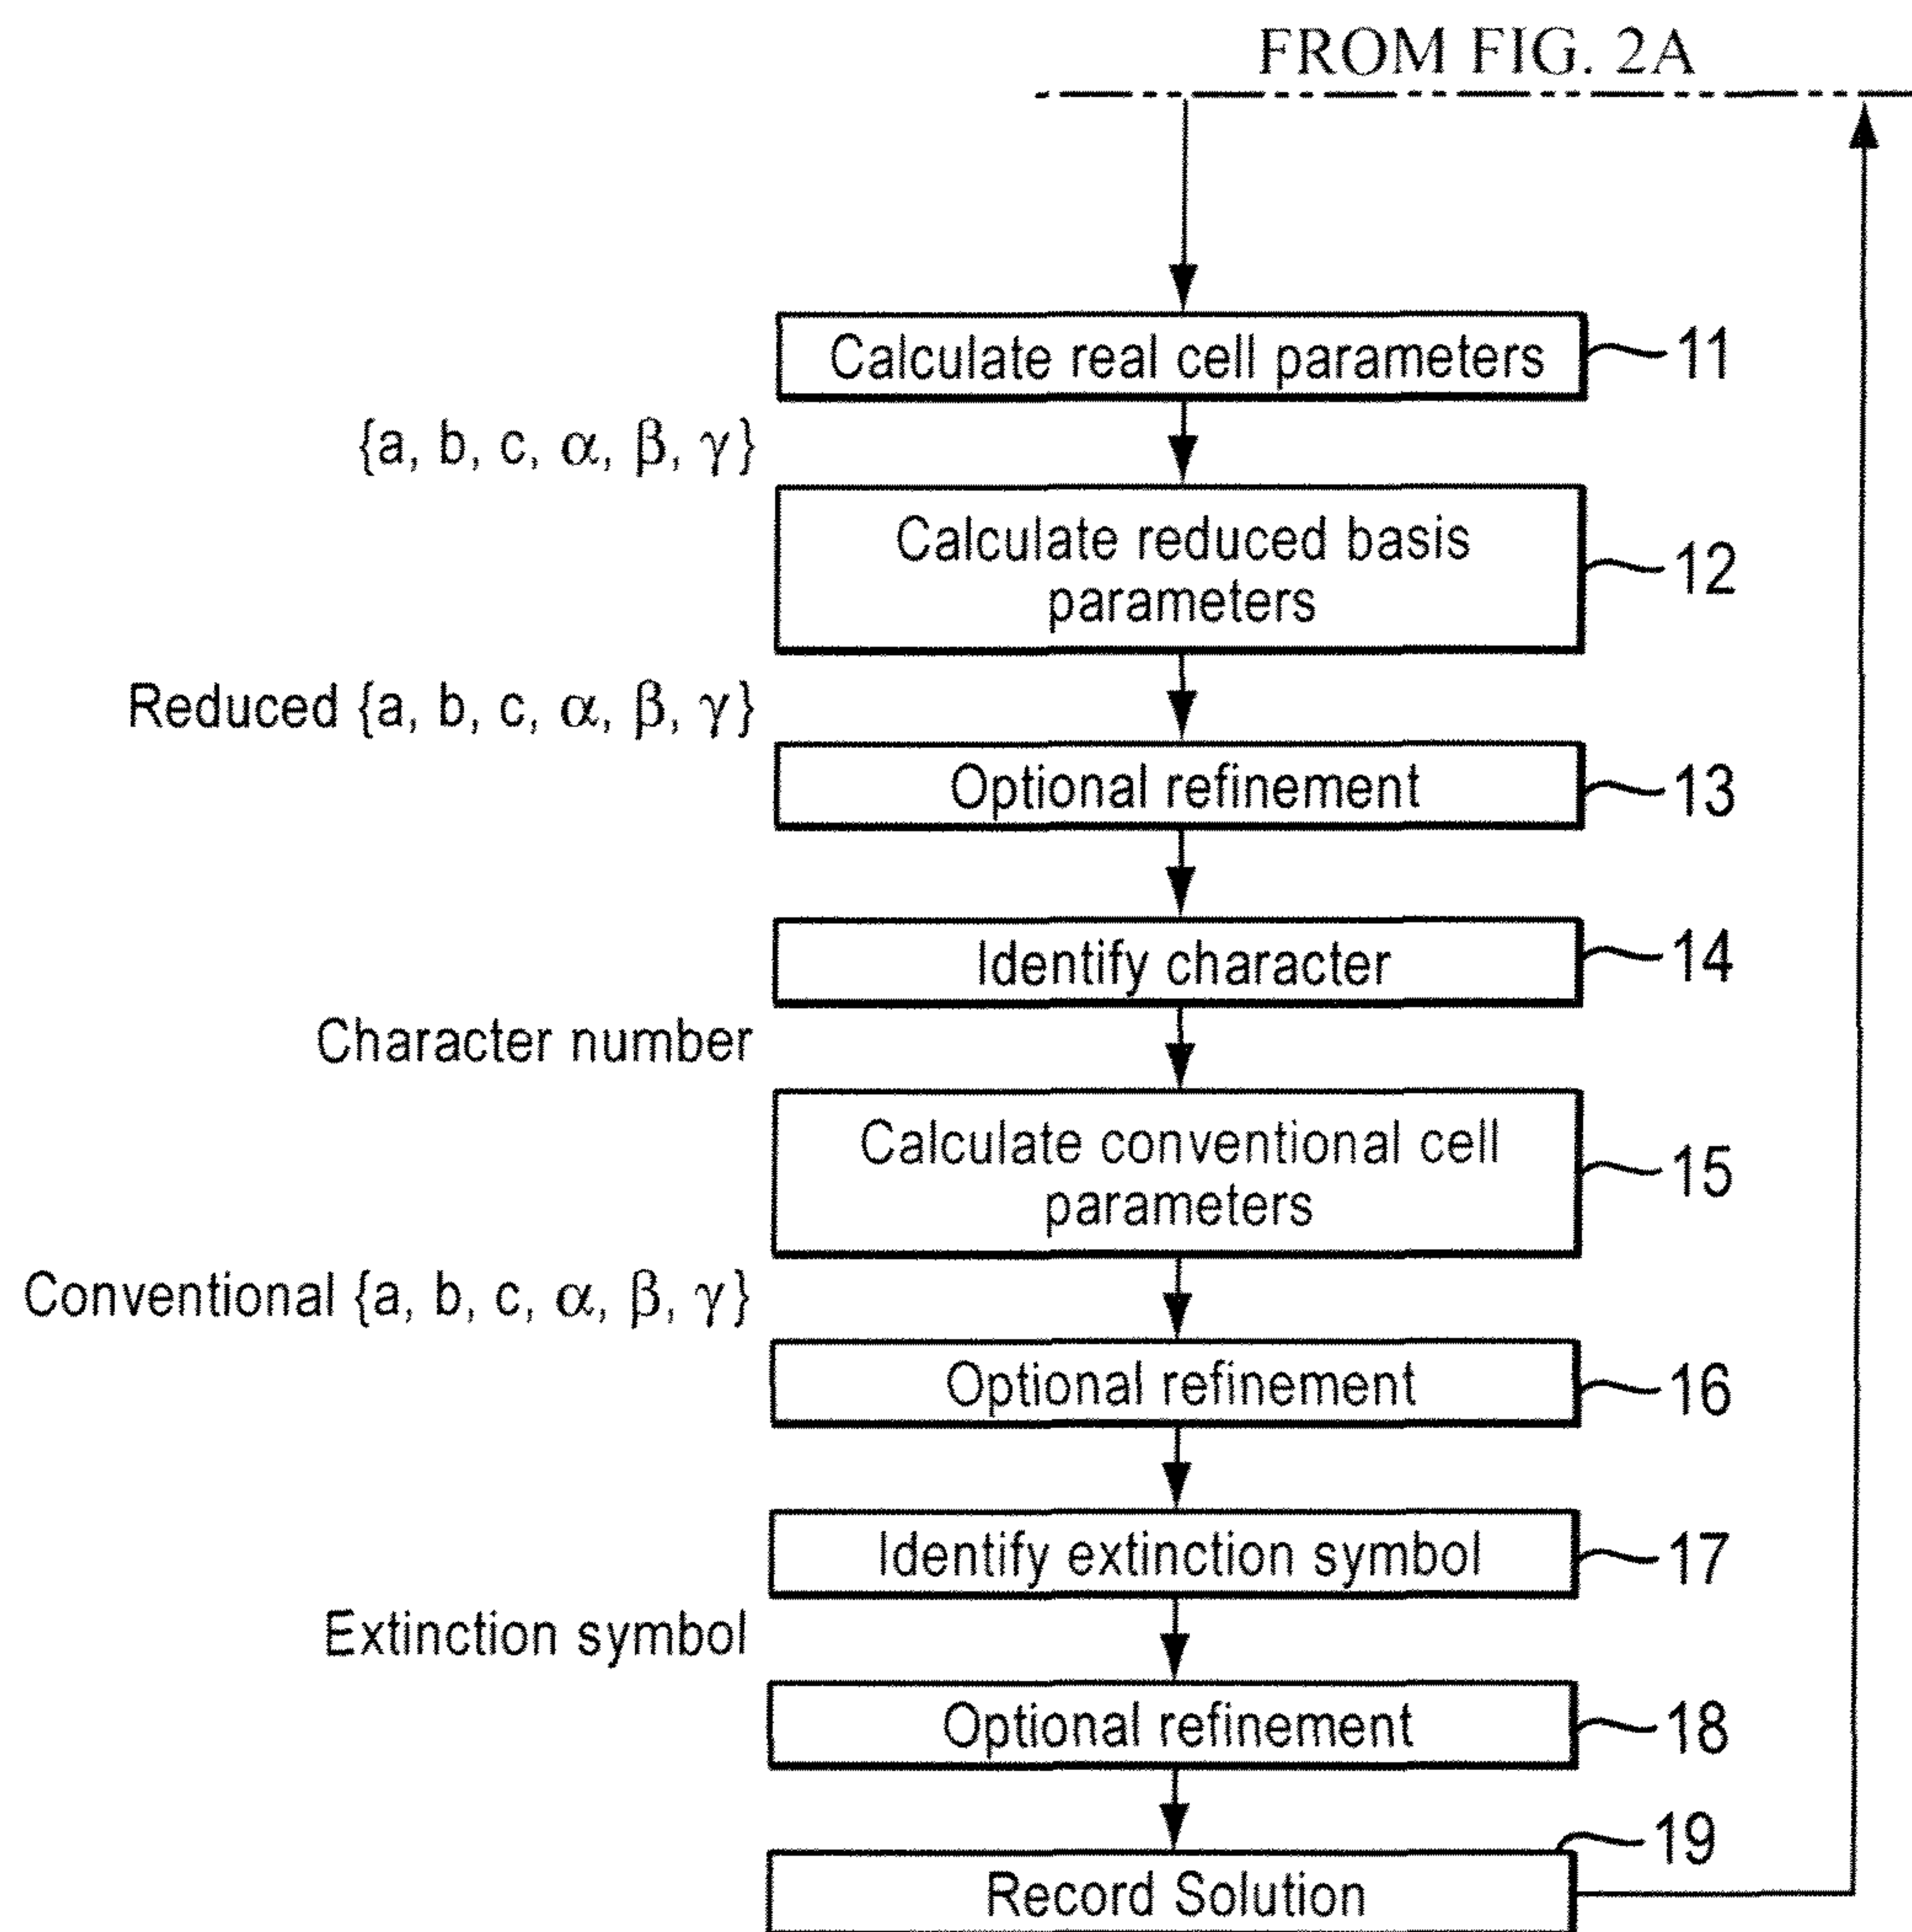 FROM FIG. 2A
Calculate real cell parameters
11
{a, b, c, α, β, γ}
Calculate reduced basis
parameters
12
Reduced {a, b, c, α, β, γ}
Optional refinement
13
Identify character
14
Character number
Calculate conventional cell
parameters
15
Conventional {a, b, c, α, β, γ}
Optional refinement
16
Identify extinction symbol
17
Extinction symbol
Optional refinement
18
Record Solution
19